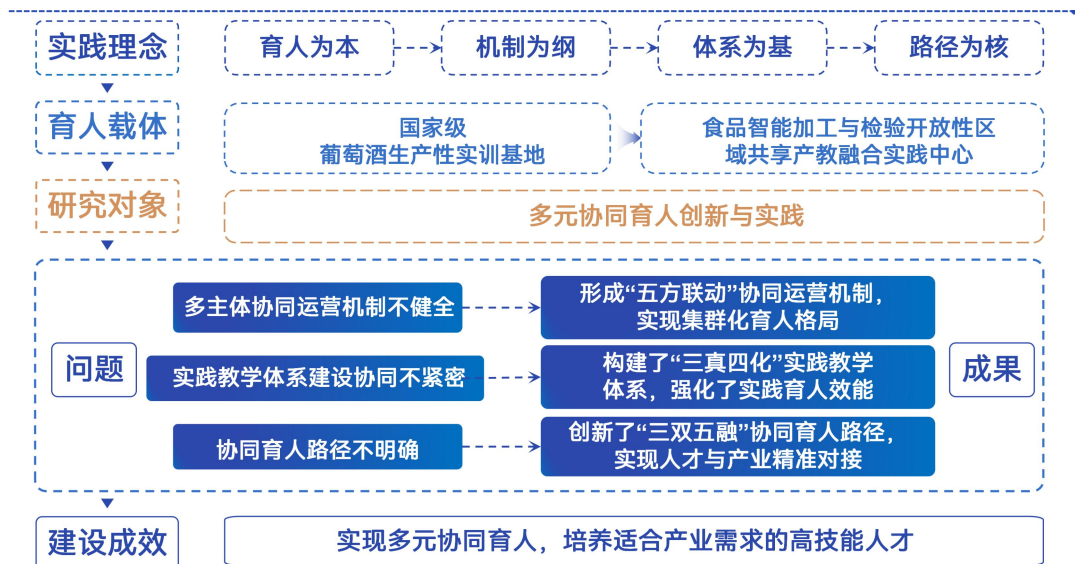 实践理念
育人为本
机制为纲
体系为基
路径为核
育人载体
国家级
葡萄酒生产性实训基地
食品智能加工与检验开放性区
域共享产教融合实践中心
研究对象
多元协同育人创新与实践
问题
多主体协同运营机制不健全
形成“五方联动”协同运营机制，
实现集群化育人格局
实践教学体系建设协同不紧密
构建了“三真四化”实践教学
体系，强化了实践育人效能
协同育人路径不明确
创新了“三双五融”协同育人路径，
实现人才与产业精准对接
成果
建设成效
实现多元协同育人，培养适合产业需求的高技能人才